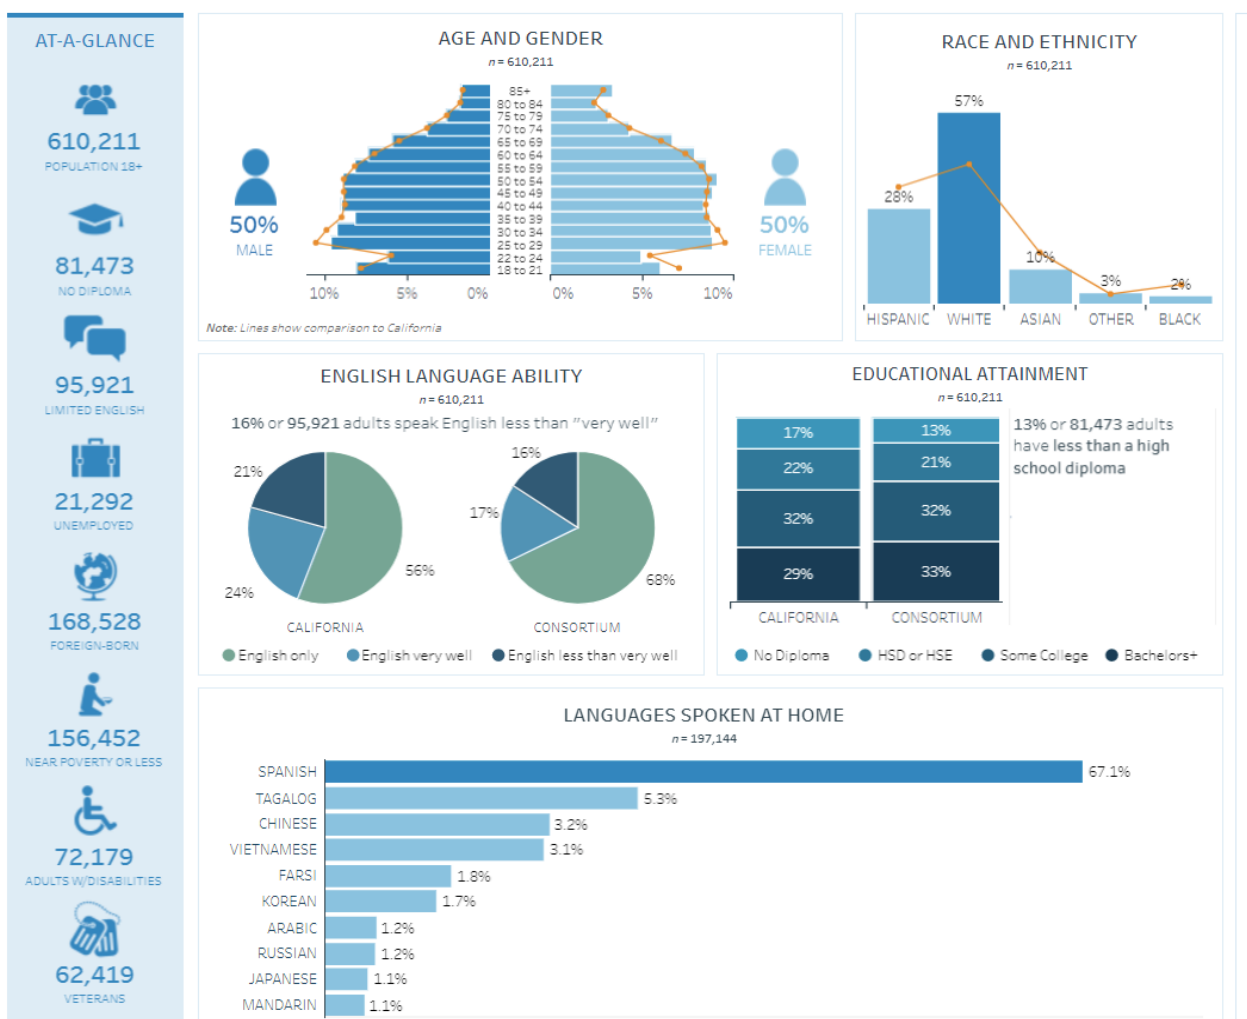 AT-A-GLANCE
610,211
POPULATION 18+
81,473
NO DIPLOMA
95,921
LIMITED ENGLISH
21,292
UNEMPLOYED
168,528
FOREIGN-BORN
156,452
NEAR POVERTY OR LESS
72,179
ADULTS W/DISABILITIES
62,419
VETERANS
AGE AND GENDER
n = 610,211
85+
80 to 84
75 to 79
70 to 74
65 to 69
60 to 64
55 to 59
50 to 54
45 to 49
40 to 44
35 to 39
30 to 34
25 to 29
22 to 24
18 to 21
50%
MALE
50%
FEMALE
10% 5% 0% 0% 5% 10%
Note: Lines show comparison to California
RACE AND ETHNICITY
n = 610,211
57%
28%
10%
3%
2%
HISPANIC WHITE ASIAN OTHER BLACK
ENGLISH LANGUAGE ABILITY
n = 610,211
16% or 95,921 adults speak English less than "very well"
21%
24%
56%
CALIFORNIA
16%
17%
68%
CONSORTIUM
English only English very well English less than very well
EDUCATIONAL ATTAINMENT
n = 610,211
17% 13%
22% 21%
32% 32%
29% 33%
CALIFORNIA CONSORTIUM
13% or 81,473 adults
have less than a high
school diploma
No Diploma HSD or HSE Some College Bachelors+
LANGUAGES SPOKEN AT HOME
n = 197,144
SPANISH 67.1%
TAGALOG 5.3%
CHINESE 3.2%
VIETNAMESE 3.1%
FARSI 1.8%
KOREAN 1.7%
ARABIC 1.2%
RUSSIAN 1.2%
JAPANESE 1.1%
MANDARIN 1.1%